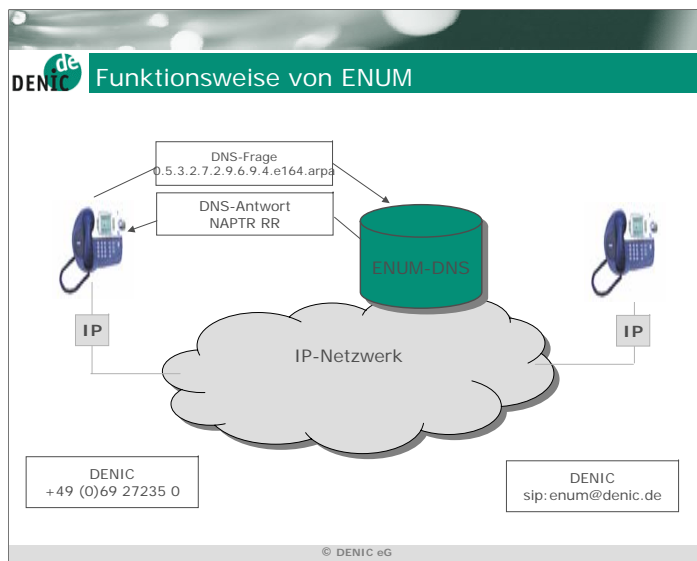 de
DENIC
Funktionsweise von ENUM
DNS-Frage
0.5.3.2.7.2.9.6.9.4.e164.arpa
DNS-Antwort
NAPTR RR
ENUM-DNS
IP
IP
IP-Netzwerk
DENIC
+49 (0)69 27235 0
DENIC
sip:enum@denic.de
© DENIC eG